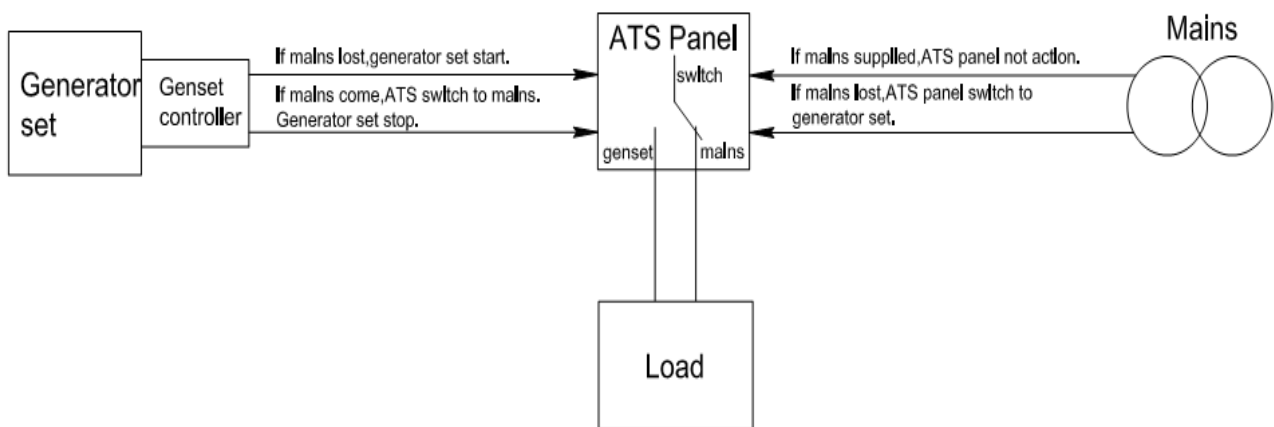 Generator
set
Genset
controller
If mains lost,generator set start.
If mains come,ATS switch to mains.
Generator set stop.
ATS Panel
switch
genset
mains
If mains supplied,ATS panel not action.
If mains lost,ATS panel switch to
generator set.
Mains
Load